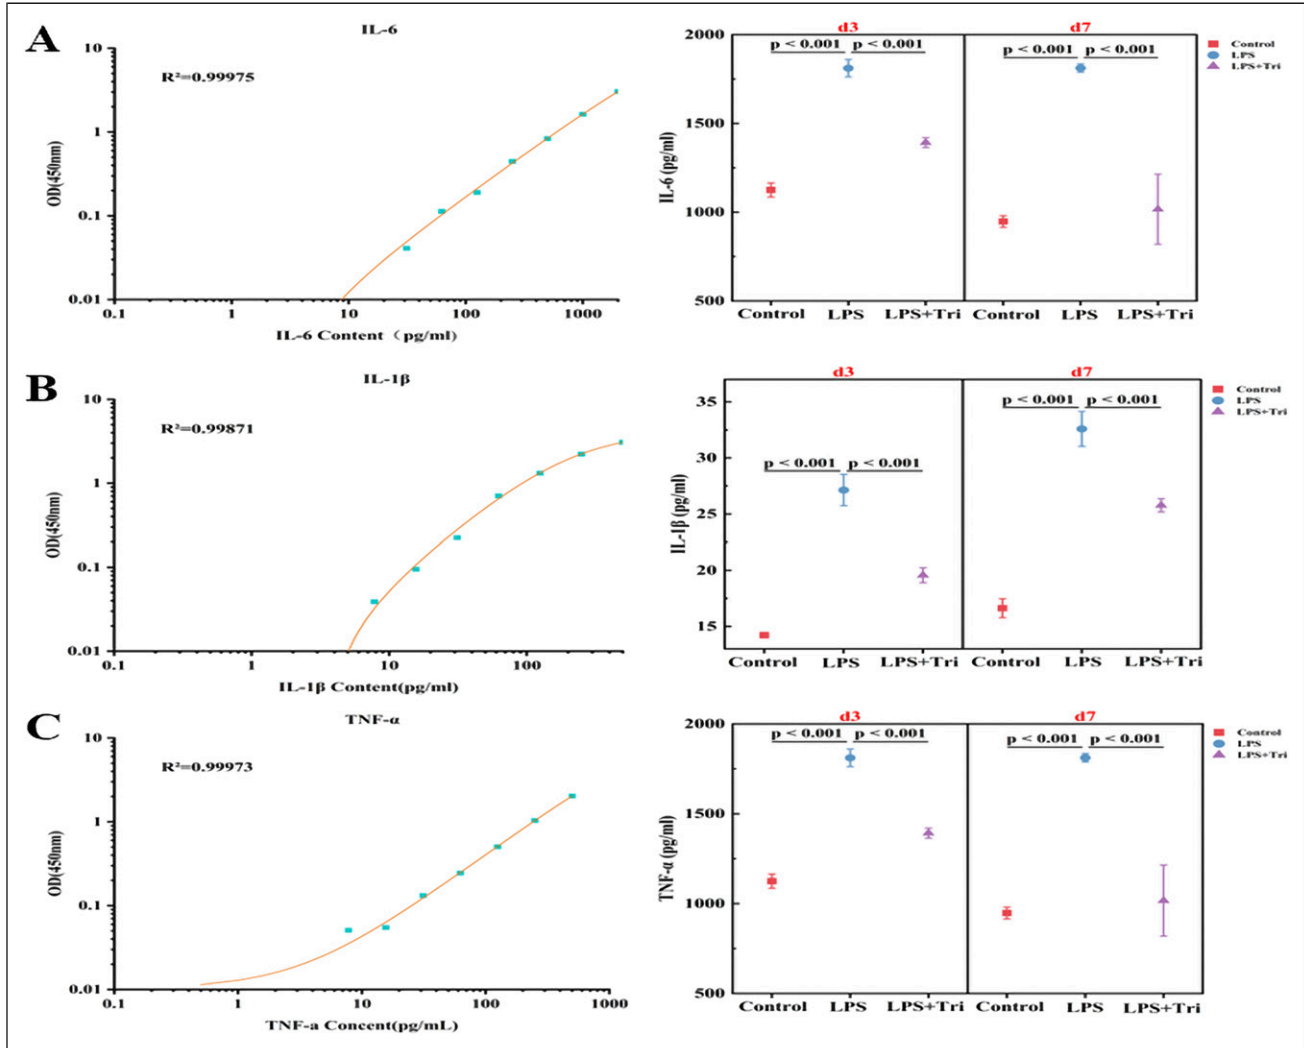 A
IL-6
R²=0.99975
OD(450nm)
10
1
0.1
0.01
0.1
1
10
100
1000
IL-6 Content（pg/ml）
d3
d7
p < 0.001
p < 0.001
p < 0.001
p < 0.001
IL-6 (pg/ml)
2000
1500
1000
500
Control
LPS
LPS+Tri
Control
LPS
LPS+Tri
Control
LPS
LPS+Tri
B
IL-1β
R²=0.99871
OD(450nm)
10
1
0.1
0.01
0.1
1
10
100
IL-1β Content(pg/ml)
d3
d7
p < 0.001
p < 0.001
p < 0.001
p < 0.001
IL-1β (pg/ml)
35
30
25
20
15
Control
LPS
LPS+Tri
Control
LPS
LPS+Tri
Control
LPS
LPS+Tri
C
TNF-α
R²=0.99973
OD(450nm)
10
1
0.1
0.01
0.1
1
10
100
1000
TNF-a Concent(pg/mL)
d3
d7
p < 0.001
p < 0.001
p < 0.001
p < 0.001
TNF-α (pg/ml)
2000
1500
1000
500
Control
LPS
LPS+Tri
Control
LPS
LPS+Tri
Control
LPS
LPS+Tri